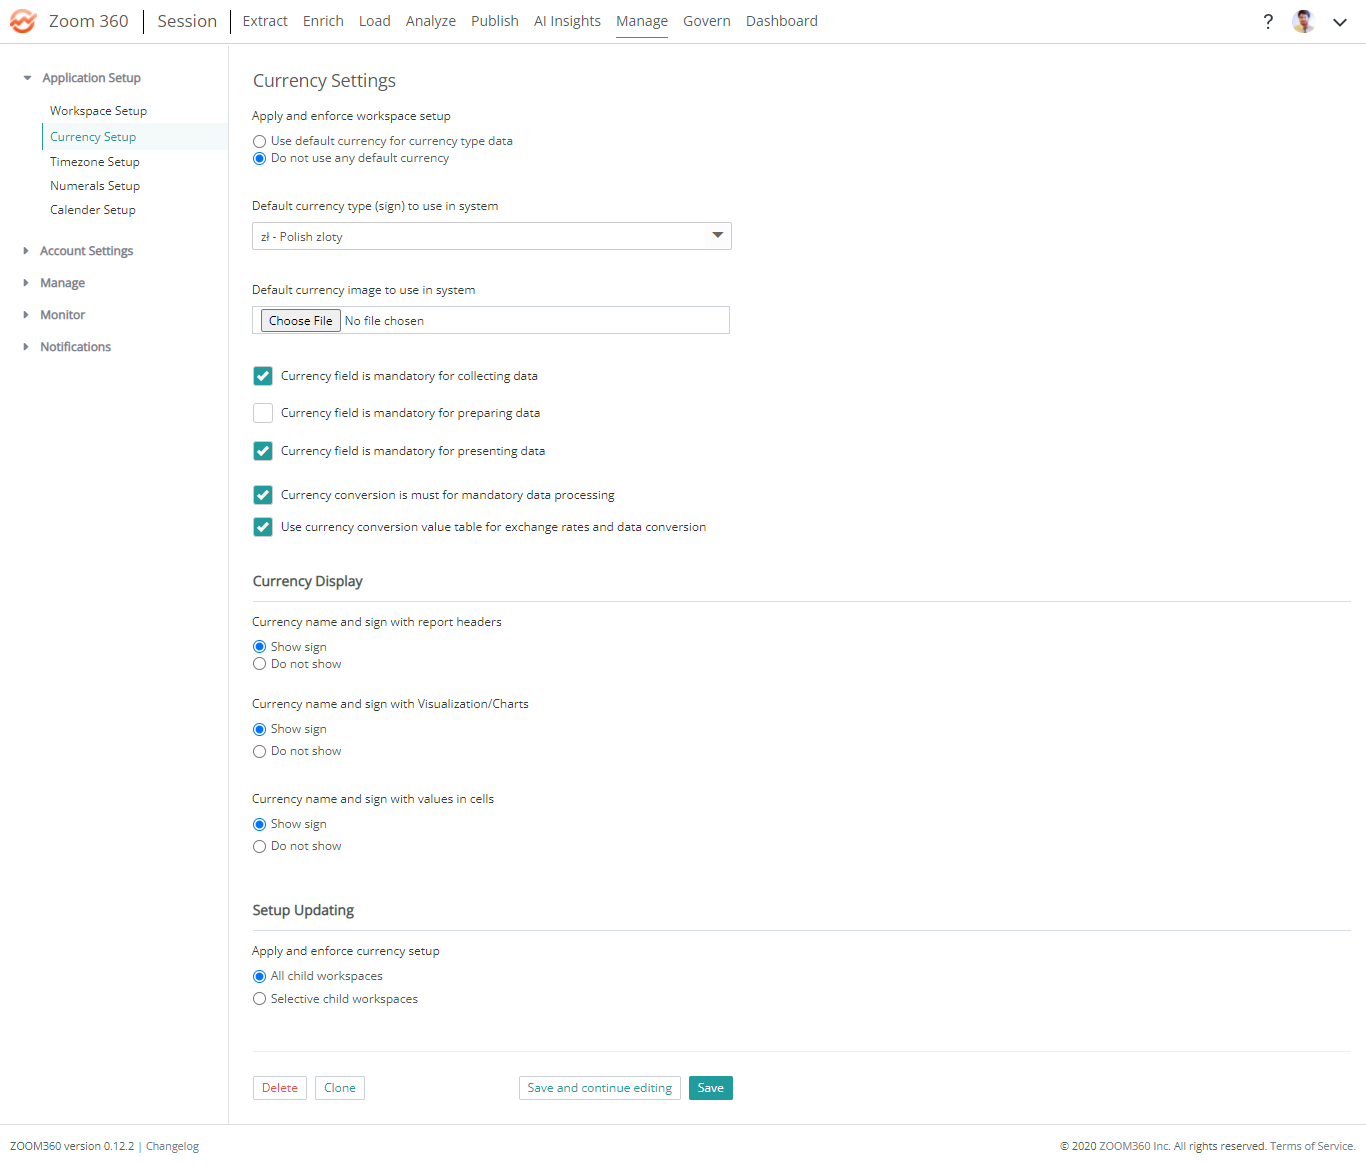 Zoom 360 | Session | Extract Enrich Load Analyze Publish AI Insights Manage Govern Dashboard ?
Application Setup
Workspace Setup
Currency Setup
Timezone Setup
Numerals Setup
Calender Setup
Account Settings
Manage
Monitor
Notifications
Currency Settings
Apply and enforce workspace setup
Use default currency for currency type data
Do not use any default currency
Default currency type (sign) to use in system
zł - Polish zloty
Default currency image to use in system
Choose File No file chosen
Currency field is mandatory for collecting data
Currency field is mandatory for preparing data
Currency field is mandatory for presenting data
Currency conversion is must for mandatory data processing
Use currency conversion value table for exchange rates and data conversion
Currency Display
Currency name and sign with report headers
Show sign
Do not show
Currency name and sign with Visualization/Charts
Show sign
Do not show
Currency name and sign with values in cells
Show sign
Do not show
Setup Updating
Apply and enforce currency setup
All child workspaces
Selective child workspaces
Delete Clone Save and continue editing Save
ZOOM360 version 0.12.2 | Changelog © 2020 ZOOM360 Inc. All rights reserved. Terms of Service.